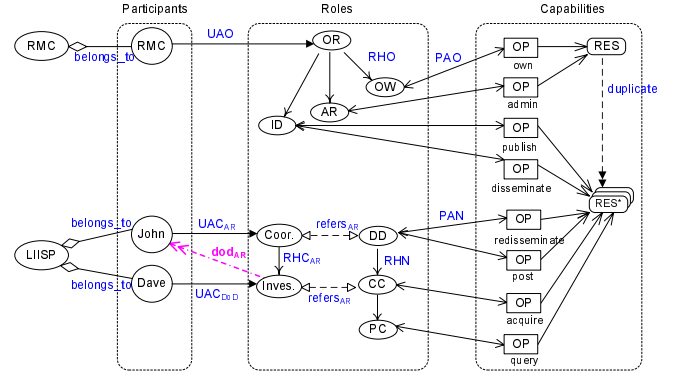 Participants
Roles
Capabilities
RMC
belongs_to
RMC
UAO
OR
RHO
OW
AR
ID
PAO
OP
own
OP
admin
OP
publish
OP
disseminate
RES
duplicate
RES*
LIISP
belongs_to
belongs_to
John
Dave
UAC_AR
dod_AR
UAC_DoD
Coor.
RHC_AR
Inves.
refers_AR
refers_AR
DD
RHN
CC
PC
PAN
OP
redisseminate
OP
post
OP
acquire
OP
query